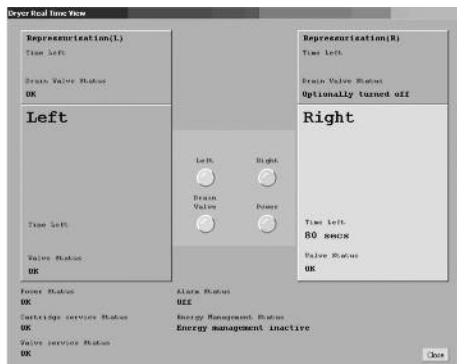 Dryer Real Time View
Repressurisation(L)
Time Left
Drain Valve Status
OK
Left
Time Left
Valve Status
OK
Repressurisation(R)
Time Left
Drain Valve Status
Optionally turned off
Right
Time Left
80 secs
Valve Status
OK
Left
Right
Drain
Valve
Power
Power Status
OK
Cartridge service Status
OK
Valve service Status
OK
Alarm Status
Off
Energy Management Status
Energy management inactive
Close